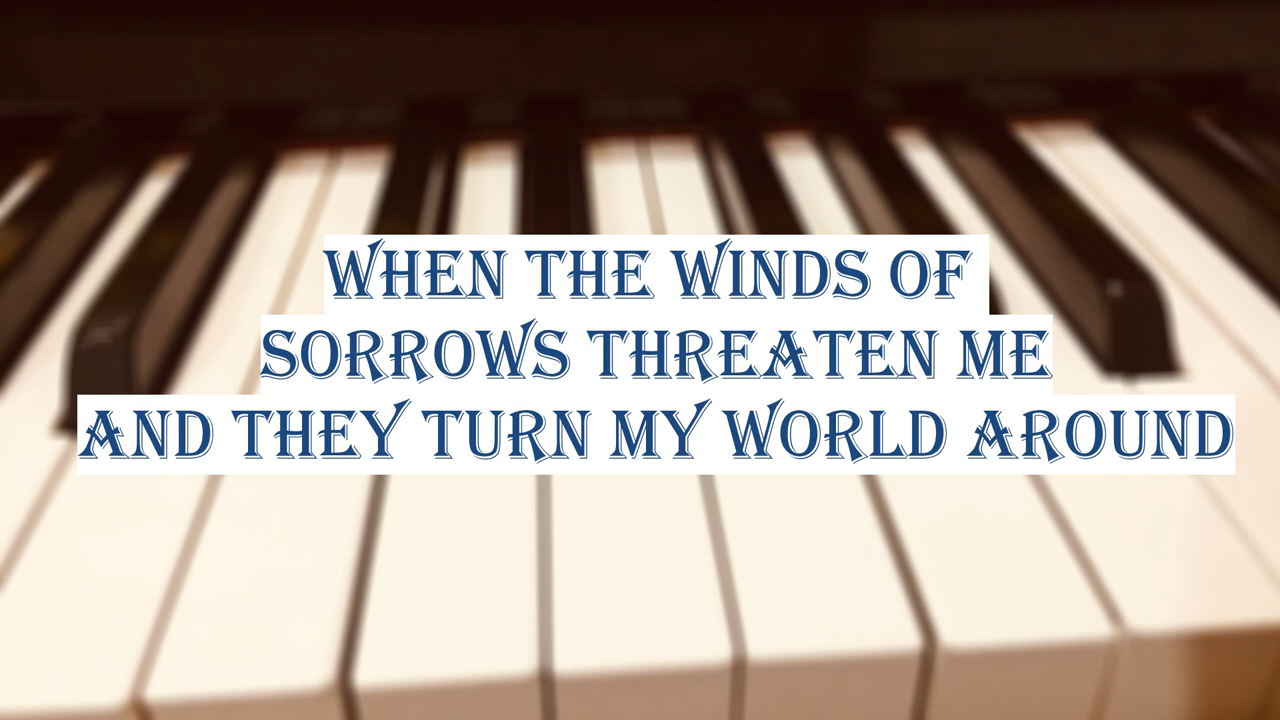 WHEN THE WINDS OF
SORROWS THREATEN ME
AND THEY TURN MY WORLD AROUND